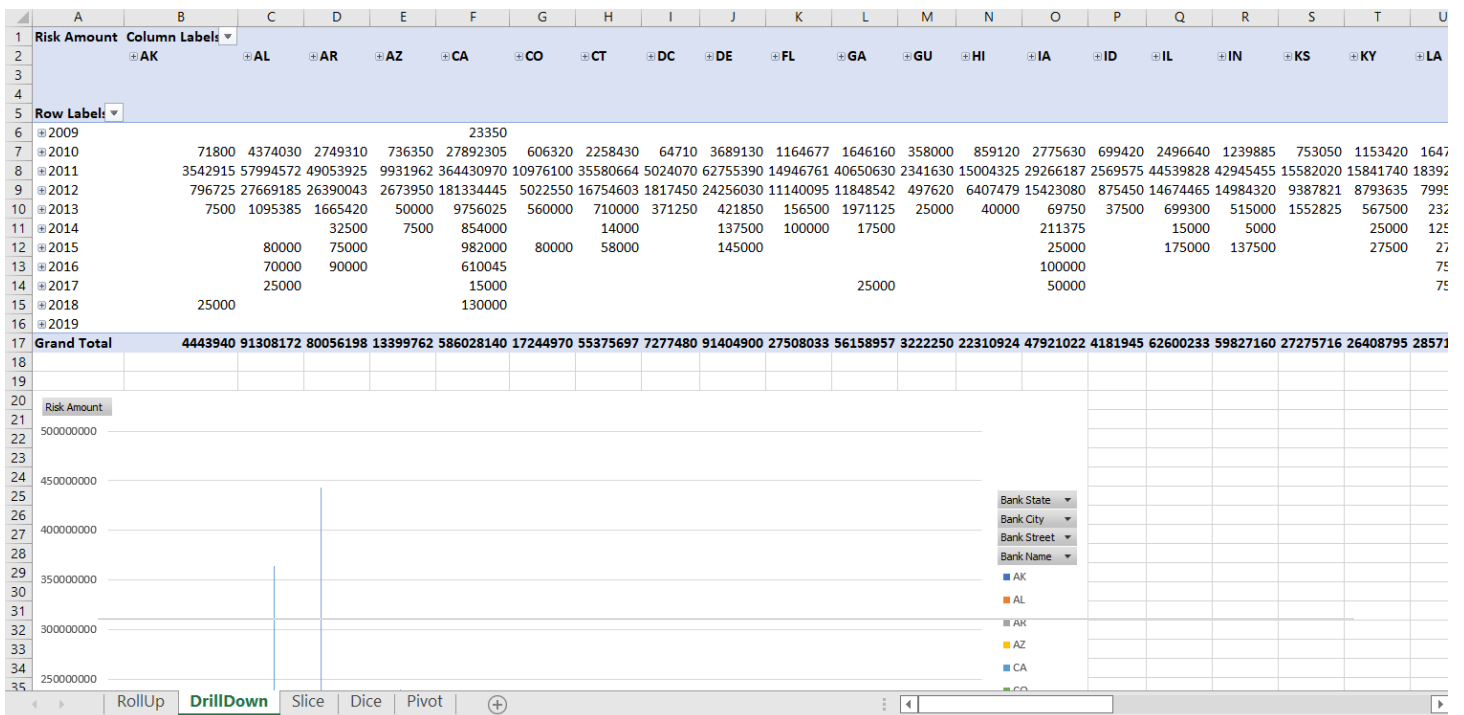 A B C D E F G H I J K L M N O P Q R S T U
1 Risk Amount Column Labels
2 AK AL AR AZ CA CO CT DC DE FL GA GU HI IA ID IL IN KS KY LA
3
4
5 Row Labels
6 2009 23350
7 2010 71800 4374030 2749310 736350 27892305 606320 2258430 64710 3689130 1164677 1646160 358000 859120 2775630 699420 2496640 1239885 753050 1153420 1647
8 2011 3542915 57994572 49053925 9931962 364430970 10976100 35580664 5024070 62755390 14946761 40650630 2341630 15004325 29266187 2569575 44539828 42945455 15582020 15841740 18392
9 2012 796725 27669185 26390043 2673950 181334445 5022550 16754603 1817450 24256030 11140095 11848542 497620 6407479 15423080 875450 14674465 14984320 9387821 8793635 7995
10 2013 7500 1095385 1665420 50000 9756025 560000 710000 371250 421850 156500 1971125 25000 40000 69750 37500 699300 515000 1552825 567500 232
11 2014 32500 7500 854000 14000 137500 100000 17500 211375 15000 5000 25000 125
12 2015 80000 75000 982000 80000 58000 145000 25000 175000 137500 27500 27
13 2016 70000 90000 610045 100000 75
14 2017 25000 15000 25000 50000 75
15 2018 25000 130000
16 2019
17 Grand Total 4443940 91308172 80056198 13399762 586028140 17244970 55375697 7277480 91404900 27508033 56158957 3222250 22310924 47921022 4181945 62600233 59827160 27275716 26408795 28571
18
19
20
Risk Amount
21
500000000
22
23
24 450000000
25 Bank State
26 Bank City
27 400000000 Bank Street
28 Bank Name
29 350000000 AK
30
31 AL
32 300000000 AR
33 AZ
34 CA
35 250000000 CO
RollUp DrillDown Slice Dice Pivot